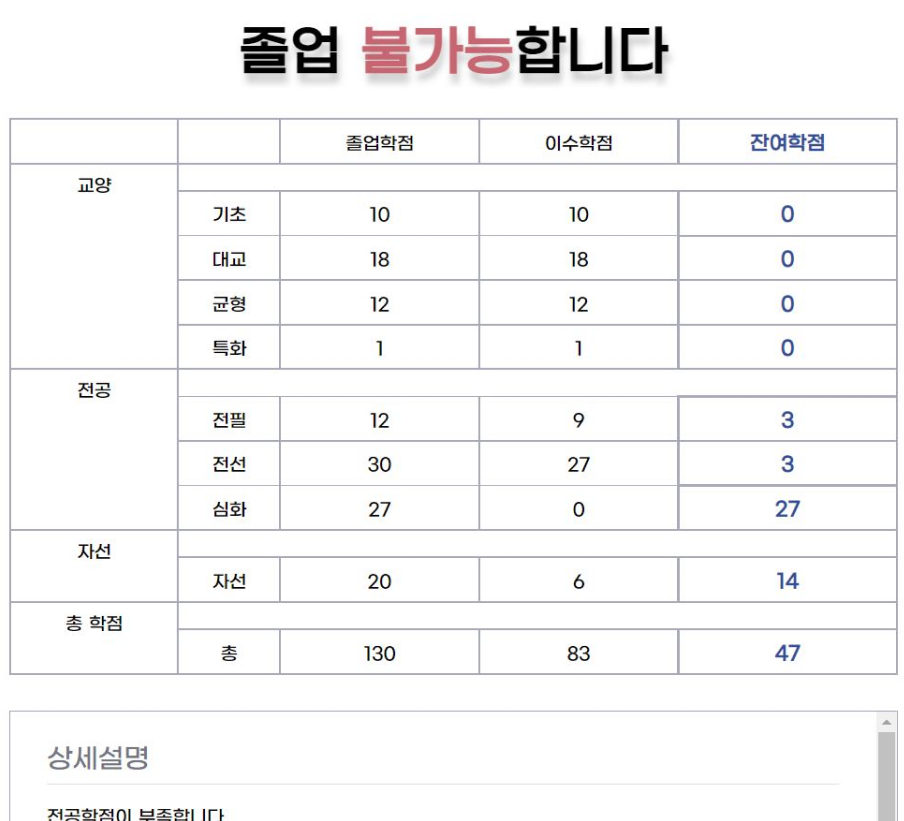 졸업 불가능합니다
졸업학점 이수학점 잔여학점
교양
기초 10 10 0
대교 18 18 0
균형 12 12 0
특화 1 1 0
전공
전필 12 9 3
전선 30 27 3
심화 27 0 27
자선
자선 20 6 14
총 학점
총 130 83 47
상세설명
전공학점이 부족합니다